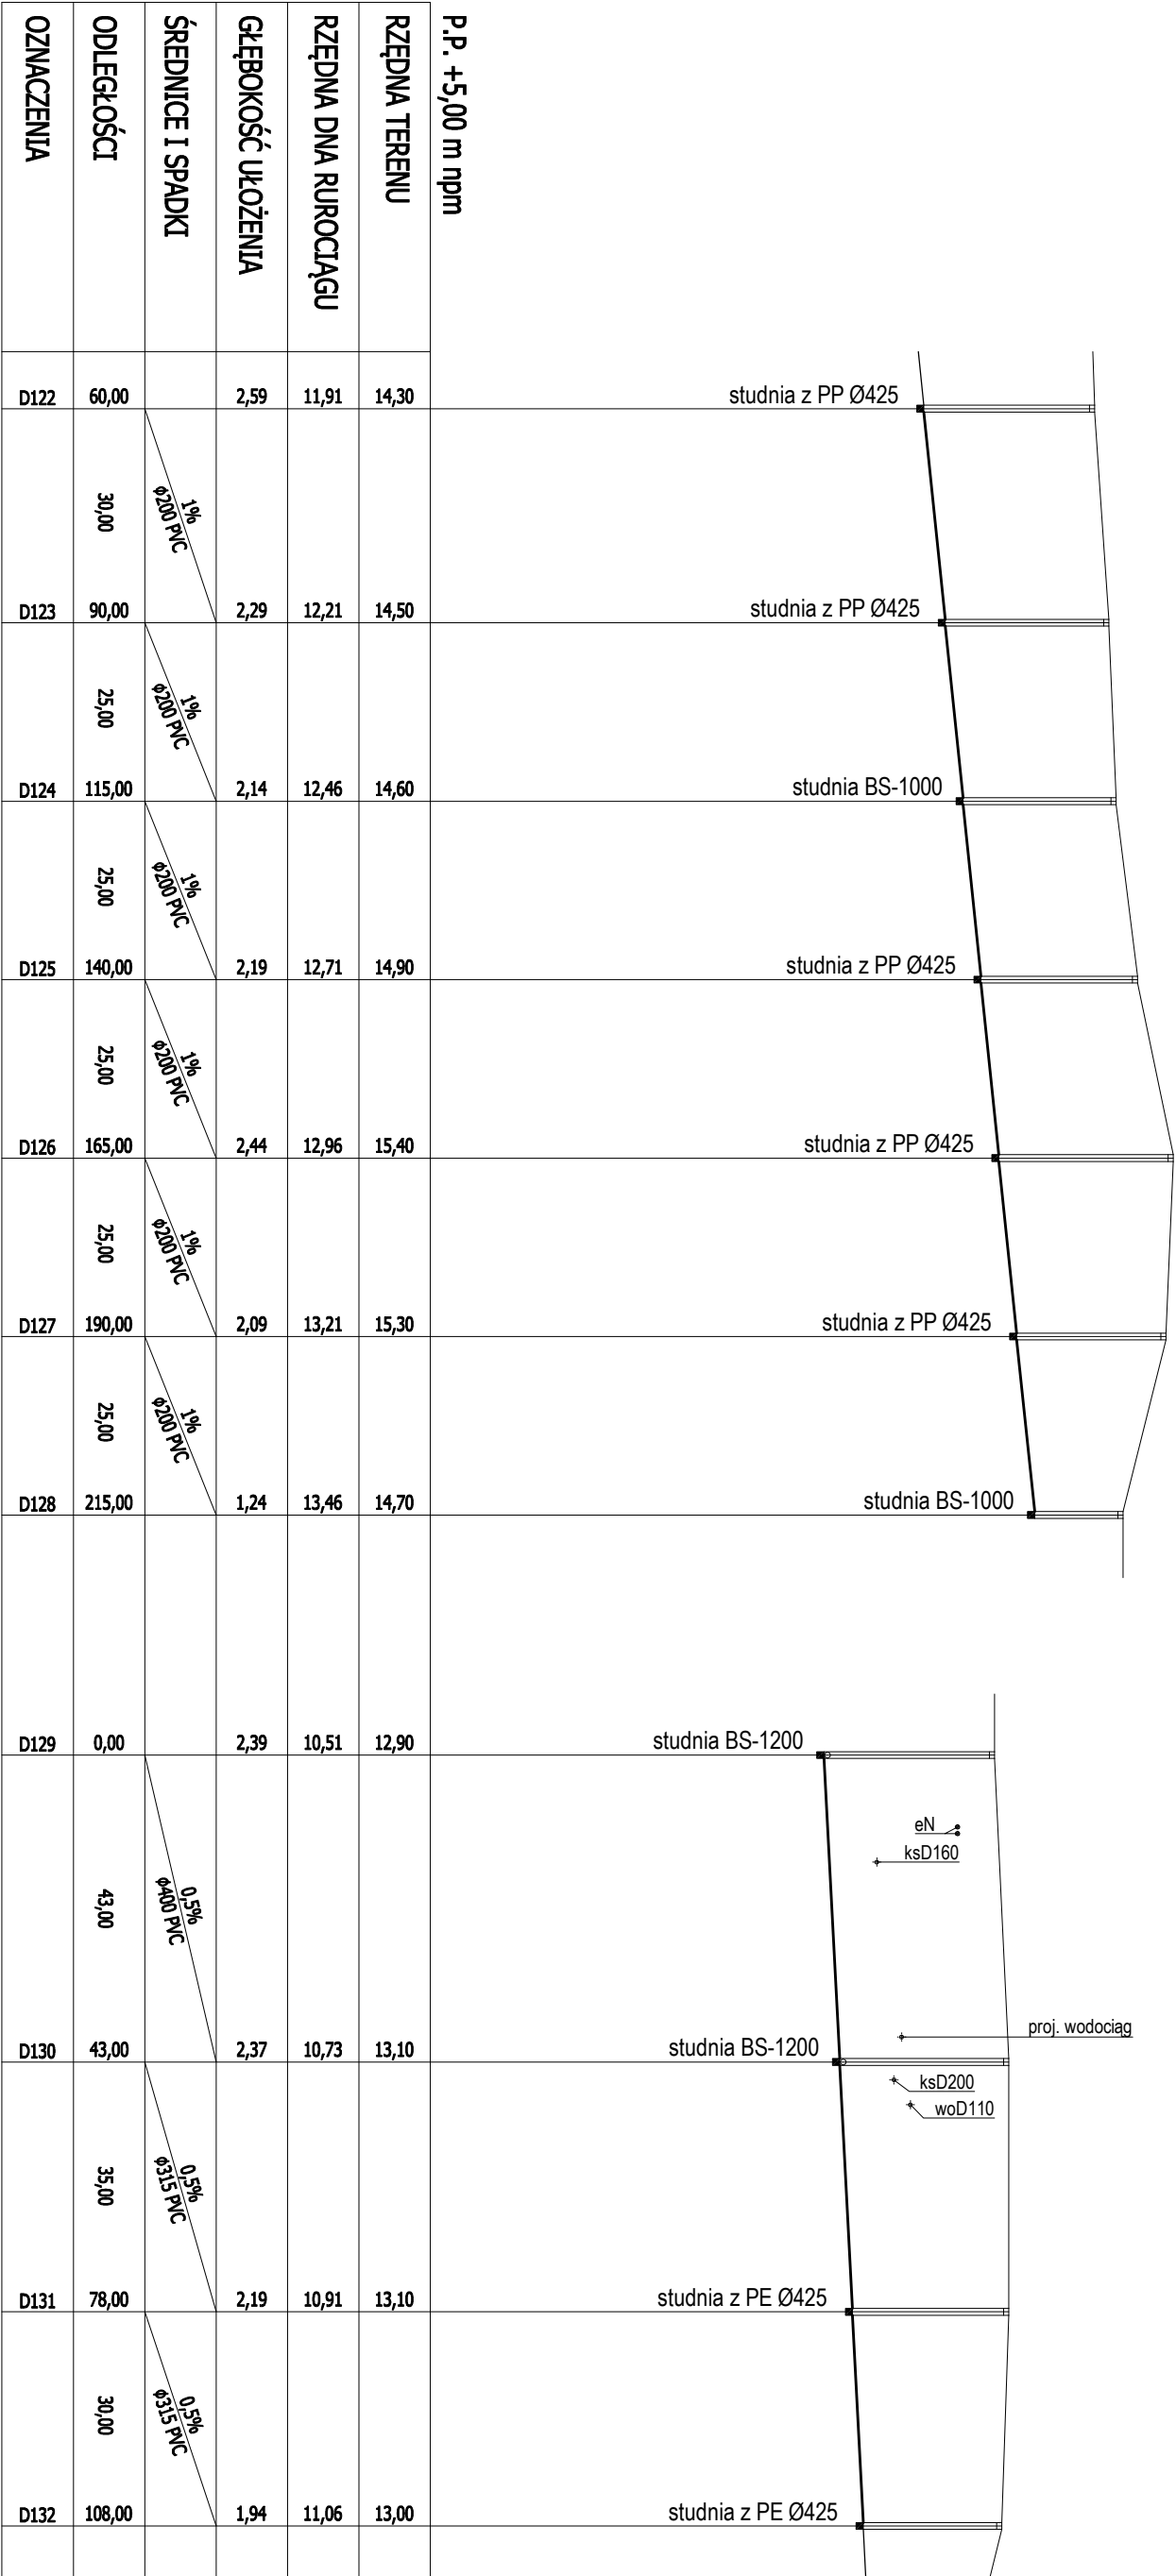 P.P. +5,00 m npm
RZĘDNA TERENU
RZĘDNA DNA RUROCIĄGU
GŁĘBOKOŚĆ UŁOŻENIA
ŚREDNICE I SPADKI
ODLEGŁOŚCI
OZNACZENIA
D122 60,00 2,59 11,91 14,30 studnia z PP Ø425
30,00 1% ϕ200 PVC
D123 90,00 2,29 12,21 14,50 studnia z PP Ø425
25,00 1% ϕ200 PVC
D124 115,00 2,14 12,46 14,60 studnia BS-1000
25,00 1% ϕ200 PVC
D125 140,00 2,19 12,71 14,90 studnia z PP Ø425
25,00 1% ϕ200 PVC
D126 165,00 2,44 12,96 15,40 studnia z PP Ø425
25,00 1% ϕ200 PVC
D127 190,00 2,09 13,21 15,30 studnia z PP Ø425
25,00 1% ϕ200 PVC
D128 215,00 1,24 13,46 14,70 studnia BS-1000
D129 0,00 2,39 10,51 12,90 studnia BS-1200
eN
ksD160
43,00 0,5% ϕ400 PVC
proj. wodociąg
D130 43,00 2,37 10,73 13,10 studnia BS-1200
ksD200
woD110
35,00 0,5% ϕ315 PVC
D131 78,00 2,19 10,91 13,10 studnia z PE Ø425
30,00 0,5% ϕ315 PVC
D132 108,00 1,94 11,06 13,00 studnia z PE Ø425